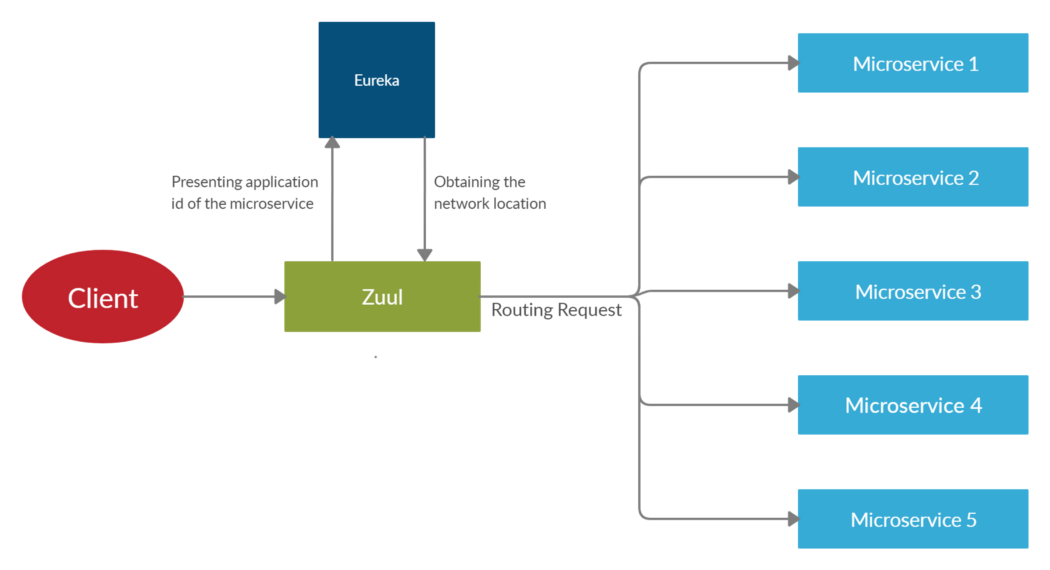 Eureka
Presenting application
id of the microservice
Obtaining the
network location
Client
Zuul
Routing Request
Microservice 1
Microservice 2
Microservice 3
Microservice 4
Microservice 5